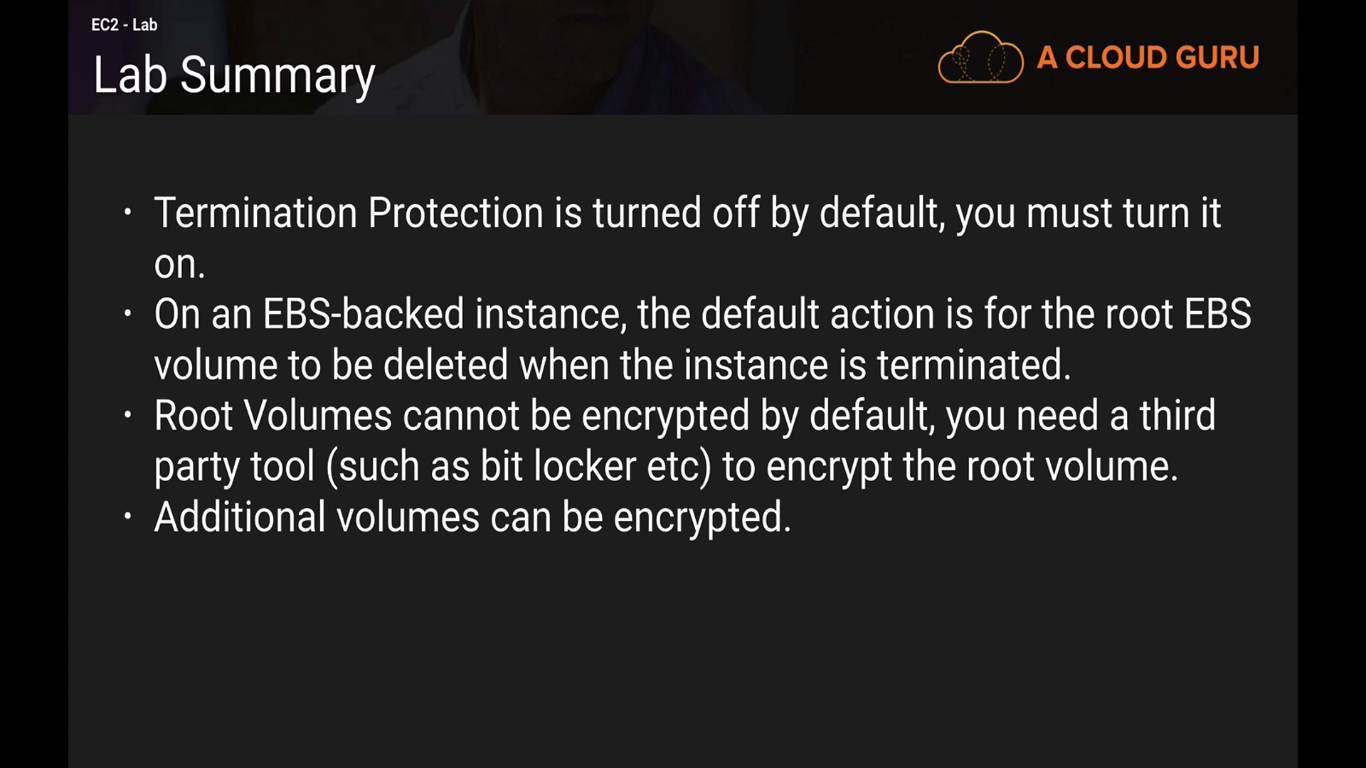 EC2 - Lab
Lab Summary
A CLOUD GURU
• Termination Protection is turned off by default, you must turn it
on.
• On an EBS-backed instance, the default action is for the root EBS
volume to be deleted when the instance is terminated.
• Root Volumes cannot be encrypted by default, you need a third
party tool (such as bit locker etc) to encrypt the root volume.
• Additional volumes can be encrypted.